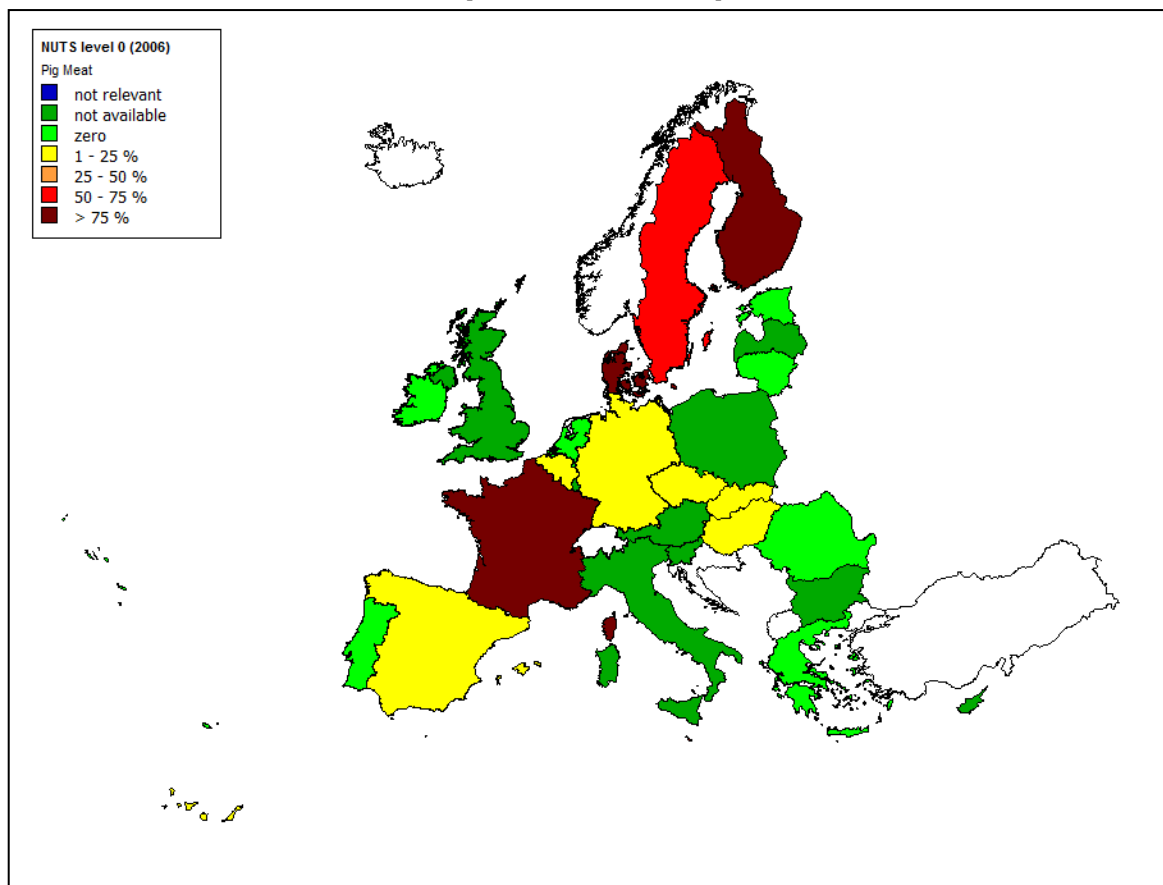 NUTS level 0 (2006)
Pig Meat
not relevant
not available
zero
1 - 25 %
25 - 50 %
50 - 75 %
> 75 %